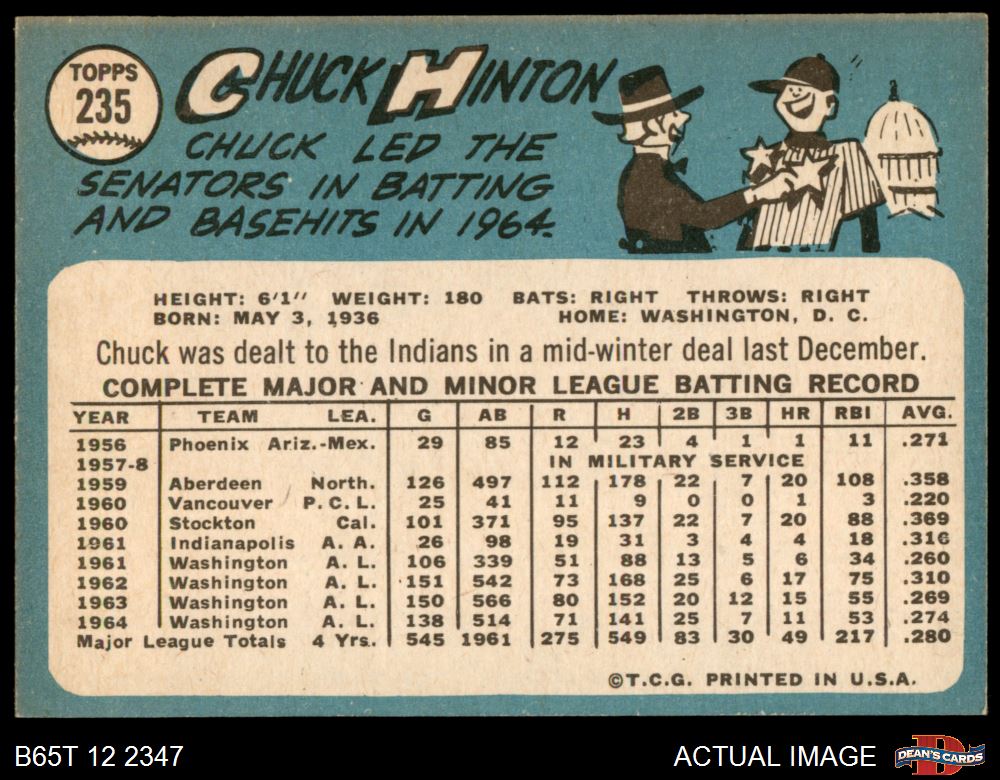 TOPPS
235
CHUCK HINTON
CHUCK LED THE
SENATORS IN BATTING
AND BASEHITS IN 1964.
HEIGHT: 6'1" WEIGHT: 180 BATS: RIGHT THROWS: RIGHT
BORN: MAY 3, 1936 HOME: WASHINGTON, D. C.
Chuck was dealt to the Indians in a mid-winter deal last December.
COMPLETE MAJOR AND MINOR LEAGUE BATTING RECORD
YEAR TEAM LEA. G AB R H 2B 3B HR RBI AVG.
1956 Phoenix Ariz.-Mex. 29 85 12 23 4 1 1 11 .271
1957-8 IN MILITARY SERVICE
1959 Aberdeen North. 126 497 112 178 22 7 20 108 .358
1960 Vancouver P.C.L. 25 41 11 9 0 0 1 3 .220
1960 Stockton Cal. 101 371 95 137 22 7 20 88 .369
1961 Indianapolis A. A. 26 98 19 31 3 4 4 18 .316
1961 Washington A. L. 106 339 51 88 13 5 6 34 .260
1962 Washington A. L. 151 542 73 168 25 6 17 75 .310
1963 Washington A. L. 150 566 80 152 20 12 15 55 .269
1964 Washington A. L. 138 514 71 141 25 7 11 53 .274
Major League Totals 4 Yrs. 545 1961 275 549 83 30 49 217 .280
©T.C.G. PRINTED IN U.S.A.
B65T 12 2347 ACTUAL IMAGE DEAN'S CARDS